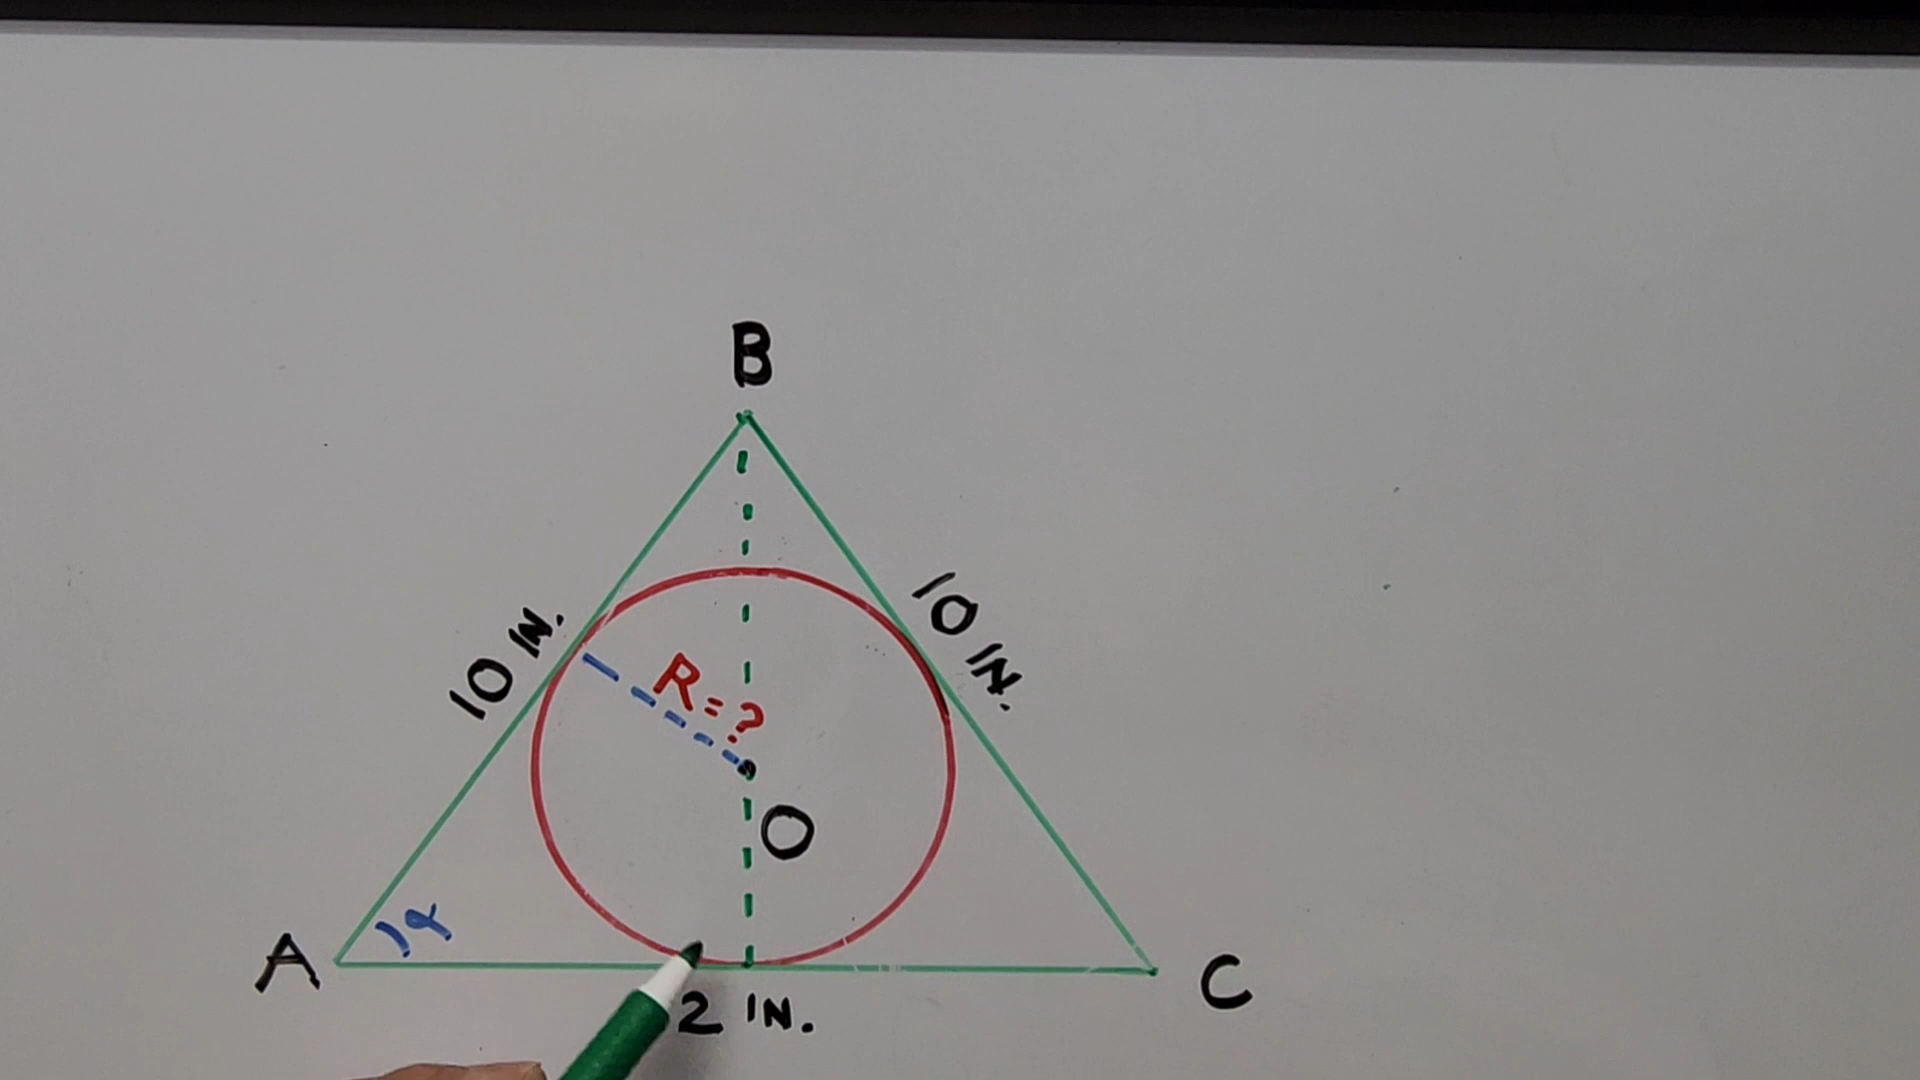 B
10 IN.
10 IN.
R=?
O
A
α
C
2 IN.